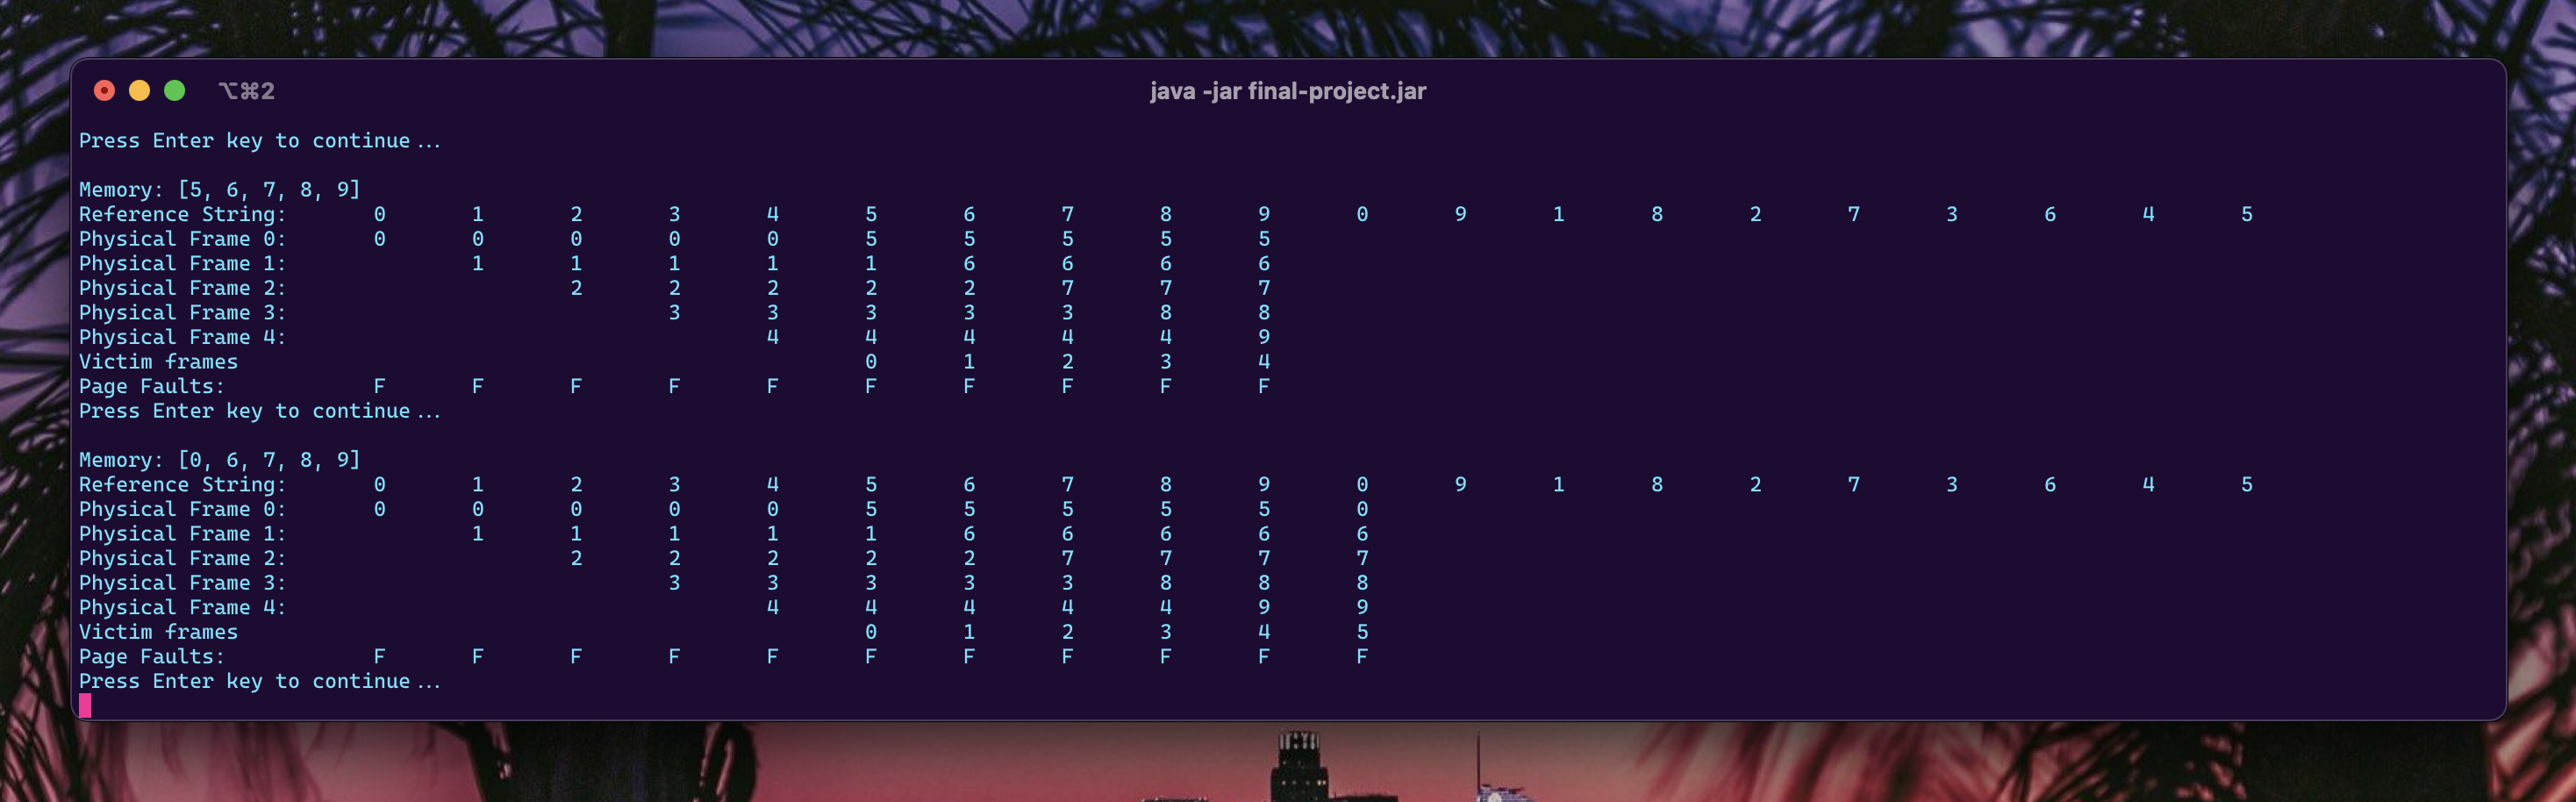 ⌥⌘2 java -jar final-project.jar
Press Enter key to continue...
Memory: [5, 6, 7, 8, 9]
Reference String: 0 1 2 3 4 5 6 7 8 9 0 9 1 8 2 7 3 6 4 5
Physical Frame 0: 0 0 0 0 0 5 5 5 5 5
Physical Frame 1: 1 1 1 1 1 6 6 6 6
Physical Frame 2: 2 2 2 2 2 7 7 7
Physical Frame 3: 3 3 3 3 3 8 8
Physical Frame 4: 4 4 4 4 4 9
Victim frames 0 1 2 3 4
Page Faults: F F F F F F F F F F
Press Enter key to continue...
Memory: [0, 6, 7, 8, 9]
Reference String: 0 1 2 3 4 5 6 7 8 9 0 9 1 8 2 7 3 6 4 5
Physical Frame 0: 0 0 0 0 0 5 5 5 5 5 0
Physical Frame 1: 1 1 1 1 1 6 6 6 6 6
Physical Frame 2: 2 2 2 2 2 7 7 7 7
Physical Frame 3: 3 3 3 3 3 8 8 8
Physical Frame 4: 4 4 4 4 4 9 9
Victim frames 0 1 2 3 4 5
Page Faults: F F F F F F F F F F F
Press Enter key to continue...